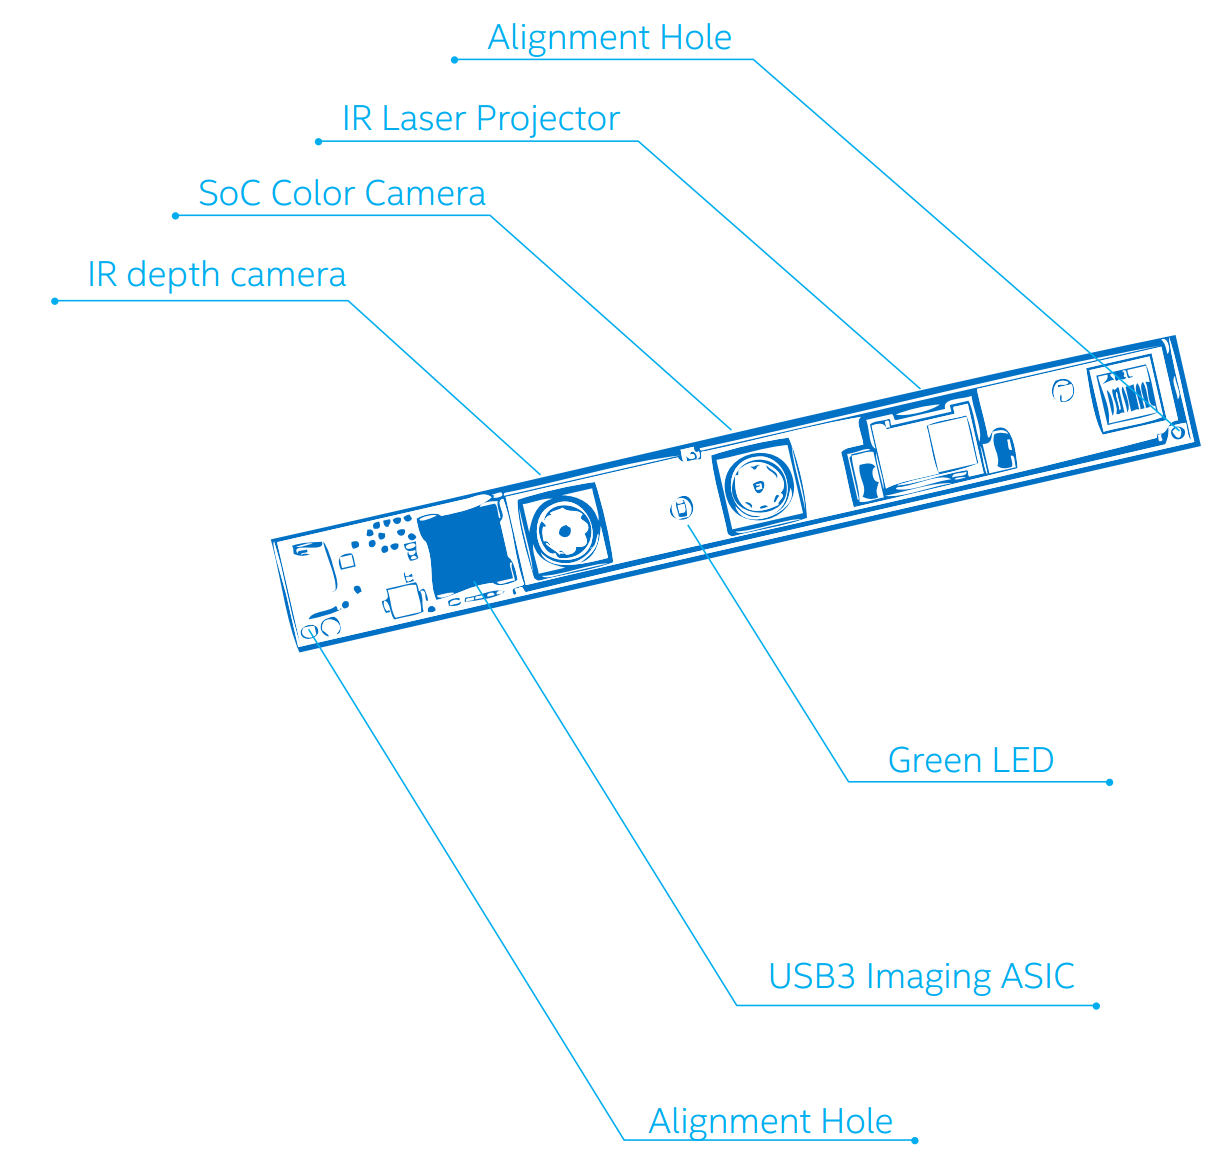 Alignment Hole
IR Laser Projector
SoC Color Camera
IR depth camera
Green LED
USB3 Imaging ASIC
Alignment Hole